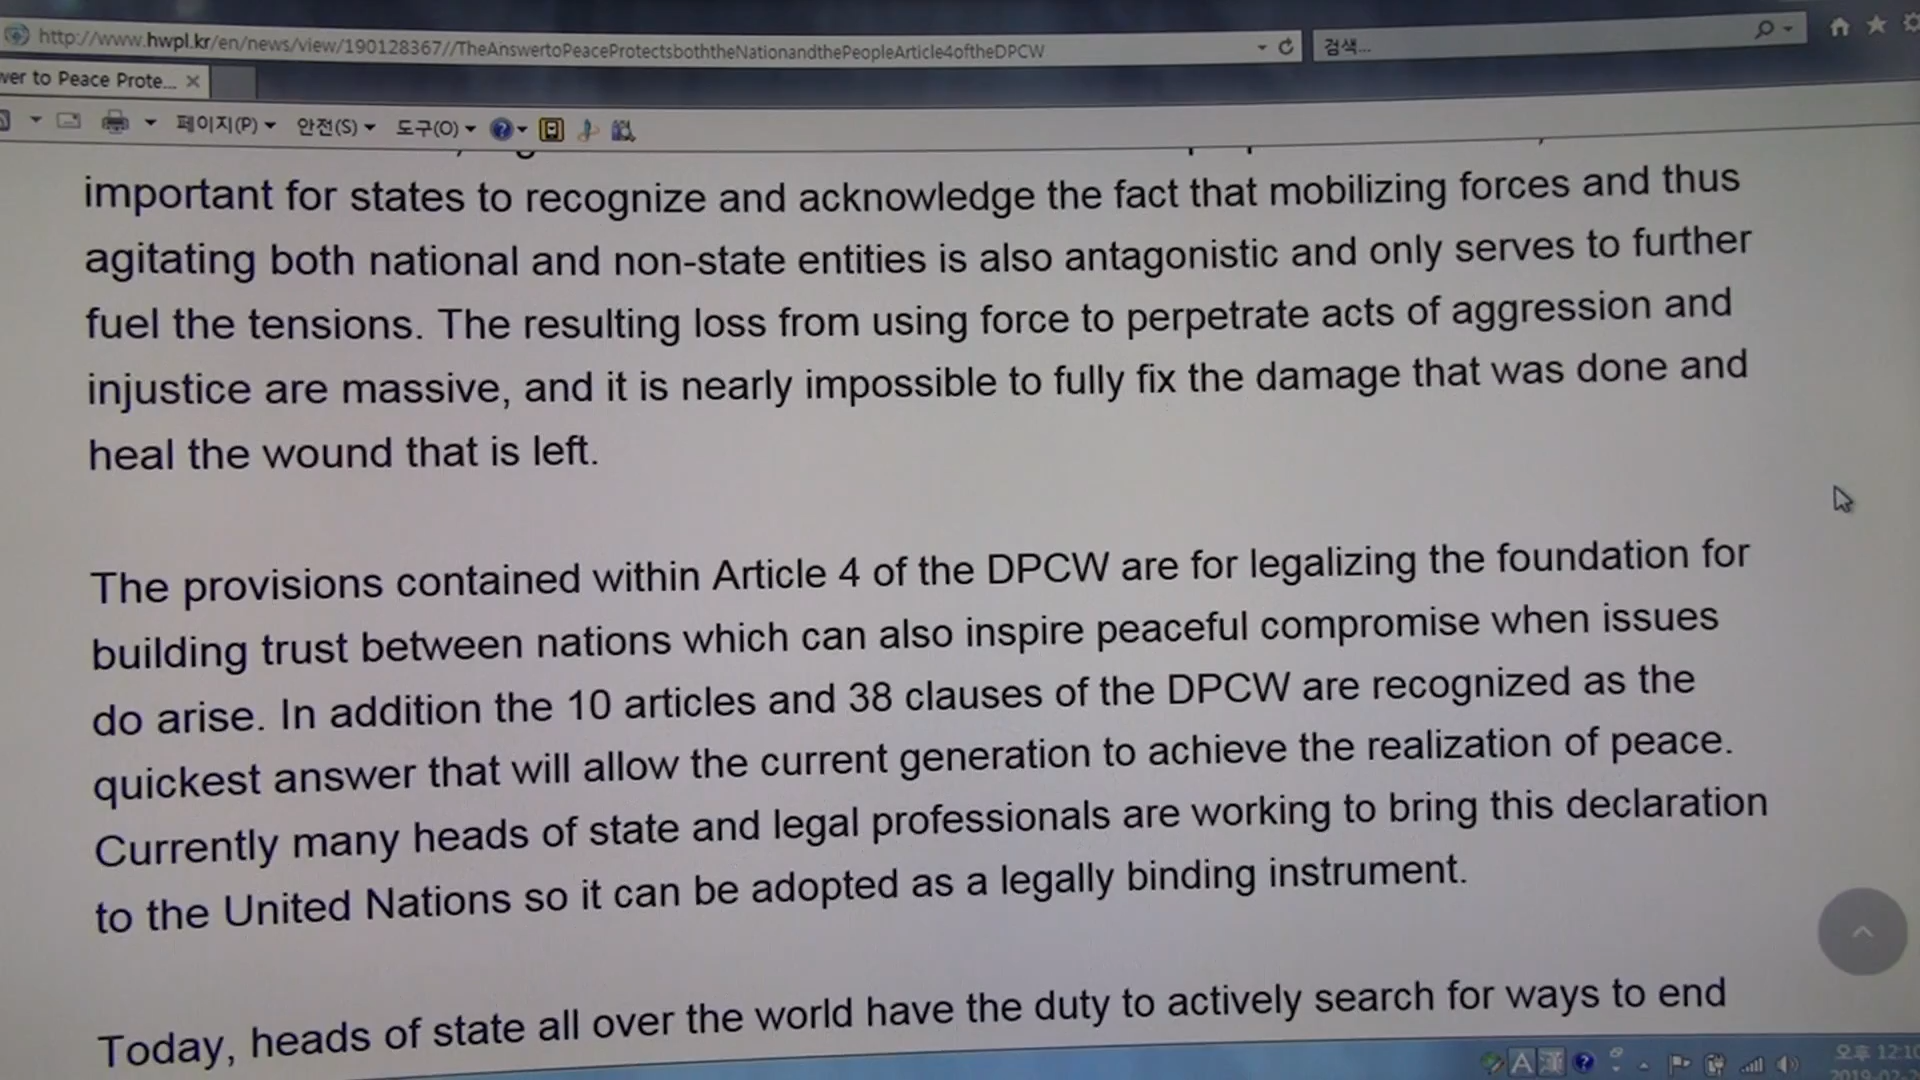 http://www.hwpl.kr/en/news/view/190128367//TheAnswertoPeaceProtectsboththeNationandthePeopleArticle4oftheDPCW
검색...
ver to Peace Prote...
페이지(P) 안전(S) 도구(O)
important for states to recognize and acknowledge the fact that mobilizing forces and thus
agitating both national and non-state entities is also antagonistic and only serves to further
fuel the tensions. The resulting loss from using force to perpetrate acts of aggression and
injustice are massive, and it is nearly impossible to fully fix the damage that was done and
heal the wound that is left.
The provisions contained within Article 4 of the DPCW are for legalizing the foundation for
building trust between nations which can also inspire peaceful compromise when issues
do arise. In addition the 10 articles and 38 clauses of the DPCW are recognized as the
quickest answer that will allow the current generation to achieve the realization of peace.
Currently many heads of state and legal professionals are working to bring this declaration
to the United Nations so it can be adopted as a legally binding instrument.
Today, heads of state all over the world have the duty to actively search for ways to end
A 漢 오후 12:10